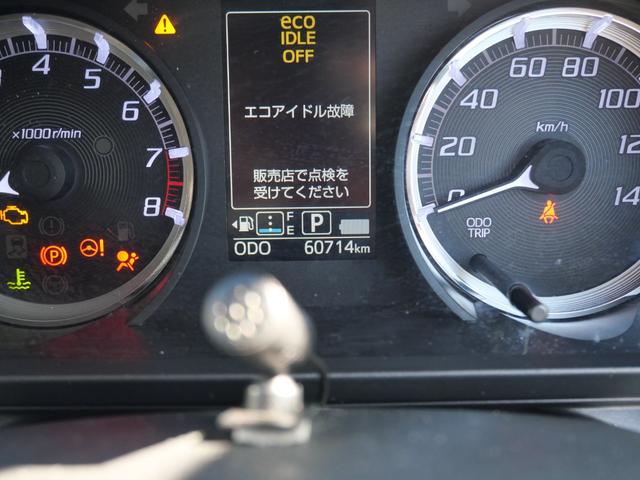 eco
IDLE
OFF
エコアイドル故障
販売店で点検を
受けてください
F
E
P
ODO 60714km
4
5
6
7
8
×1000r/min
0
20
40
60
80
100
14
km/h
ODO
TRIP
(P)
!